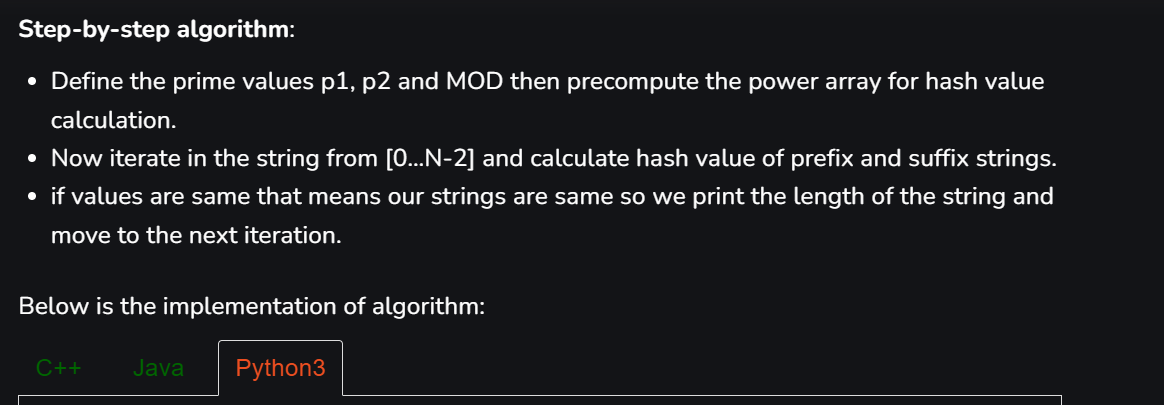 Step-by-step algorithm:
• Define the prime values p1, p2 and MOD then precompute the power array for hash value
calculation.
• Now iterate in the string from [0...N-2] and calculate hash value of prefix and suffix strings.
• if values are same that means our strings are same so we print the length of the string and
move to the next iteration.
Below is the implementation of algorithm:
C++ Java Python3